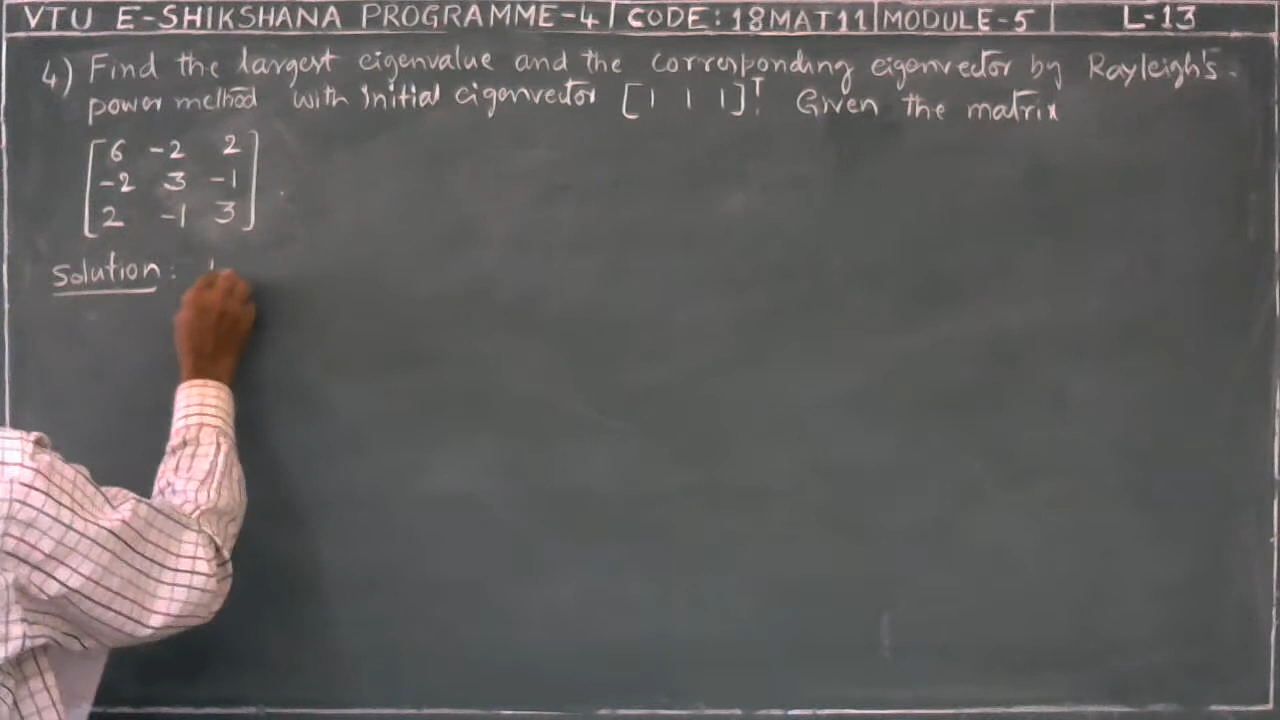 VTU E-SHIKSHANA PROGRAMME-4 | CODE: 18MAT11 | MODULE-5 | L-13
4) Find the largest eigenvalue and the corresponding eigenvector by Rayleigh's
power method with initial eigenvector [1 1 1]ᵀ. Given the matrix
[6 -2 2
-2 3 -1
2 -1 3].
Solution: